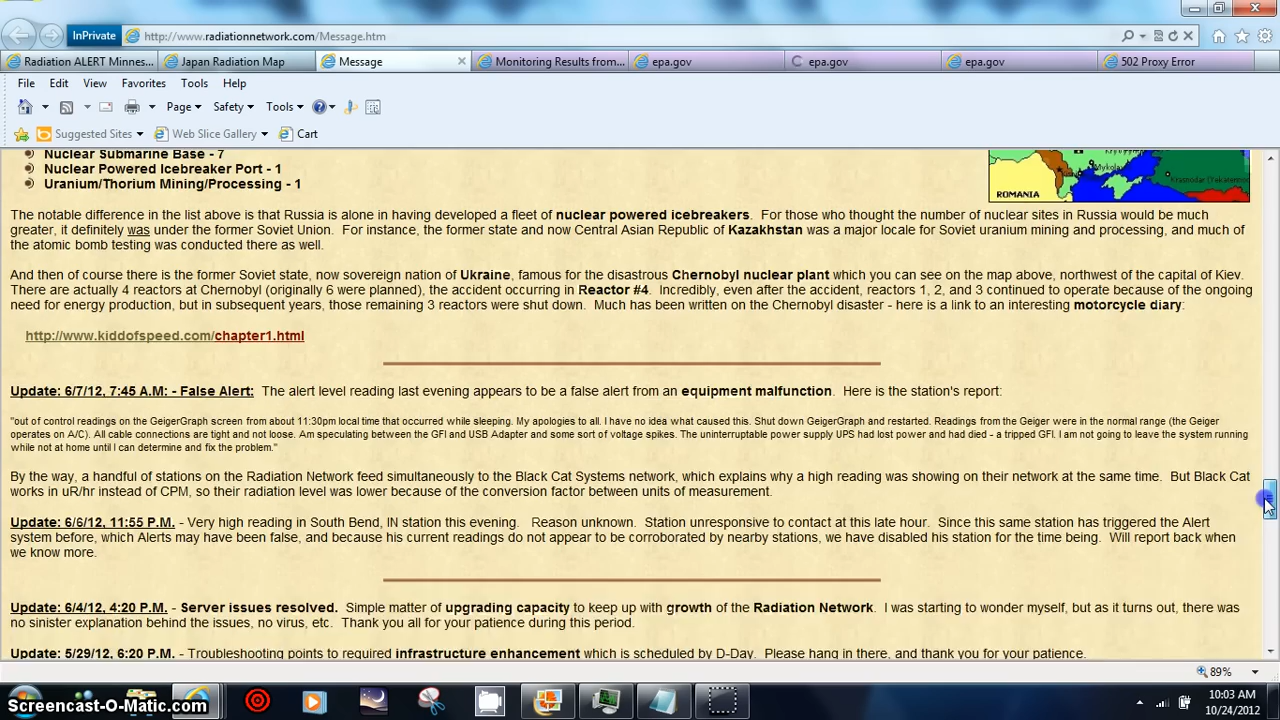 InPrivate
http://www.radiationnetwork.com/Message.htm
Radiation ALERT Minnes...
Japan Radiation Map
Message
Monitoring Results from...
epa.gov
epa.gov
epa.gov
502 Proxy Error
File Edit View Favorites Tools Help
Page Safety Tools
Suggested Sites Web Slice Gallery Cart
Nuclear Submarine Base - 7
Nuclear Powered Icebreaker Port - 1
Uranium/Thorium Mining/Processing - 1
ROMANIA
The notable difference in the list above is that Russia is alone in having developed a fleet of nuclear powered icebreakers. For those who thought the number of nuclear sites in Russia would be much
greater, it definitely was under the former Soviet Union. For instance, the former state and now Central Asian Republic of Kazakhstan was a major locale for Soviet uranium mining and processing, and much of
the atomic bomb testing was conducted there as well.
And then of course there is the former Soviet state, now sovereign nation of Ukraine, famous for the disastrous Chernobyl nuclear plant which you can see on the map above, northwest of the capital of Kiev.
There are actually 4 reactors at Chernobyl (originally 6 were planned), the accident occurring in Reactor #4. Incredibly, even after the accident, reactors 1, 2, and 3 continued to operate because of the ongoing
need for energy production, but in subsequent years, those remaining 3 reactors were shut down. Much has been written on the Chernobyl disaster - here is a link to an interesting motorcycle diary:
http://www.kiddofspeed.com/chapter1.html
Update: 6/7/12, 7:45 A.M: - False Alert: The alert level reading last evening appears to be a false alert from an equipment malfunction. Here is the station's report:
"out of control readings on the GeigerGraph screen from about 11:30pm local time that occurred while sleeping. My apologies to all. I have no idea what caused this. Shut down GeigerGraph and restarted. Readings from the Geiger were in the normal range (the Geiger
operates on A/C). All cable connections are tight and not loose. Am speculating between the GFI and USB Adapter and some sort of voltage spikes. The uninterruptable power supply UPS had lost power and had died - a tripped GFI. I am not going to leave the system running
while not at home until I can determine and fix the problem."
By the way, a handful of stations on the Radiation Network feed simultaneously to the Black Cat Systems network, which explains why a high reading was showing on their network at the same time. But Black Cat
works in uR/hr instead of CPM, so their radiation level was lower because of the conversion factor between units of measurement.
Update: 6/6/12, 11:55 P.M. - Very high reading in South Bend, IN station this evening. Reason unknown. Station unresponsive to contact at this late hour. Since this same station has triggered the Alert
system before, which Alerts may have been false, and because his current readings do not appear to be corroborated by nearby stations, we have disabled his station for the time being. Will report back when
we know more.
Update: 6/4/12, 4:20 P.M. - Server issues resolved. Simple matter of upgrading capacity to keep up with growth of the Radiation Network. I was starting to wonder myself, but as it turns out, there was
no sinister explanation behind the issues, no virus, etc. Thank you all for your patience during this period.
Update: 5/29/12, 6:20 P.M. - Troubleshooting points to required infrastructure enhancement which is scheduled by D-Day. Please hang in there, and thank you for your patience.
89%
Screencast-O-Matic.com
10:03 AM
10/24/2012